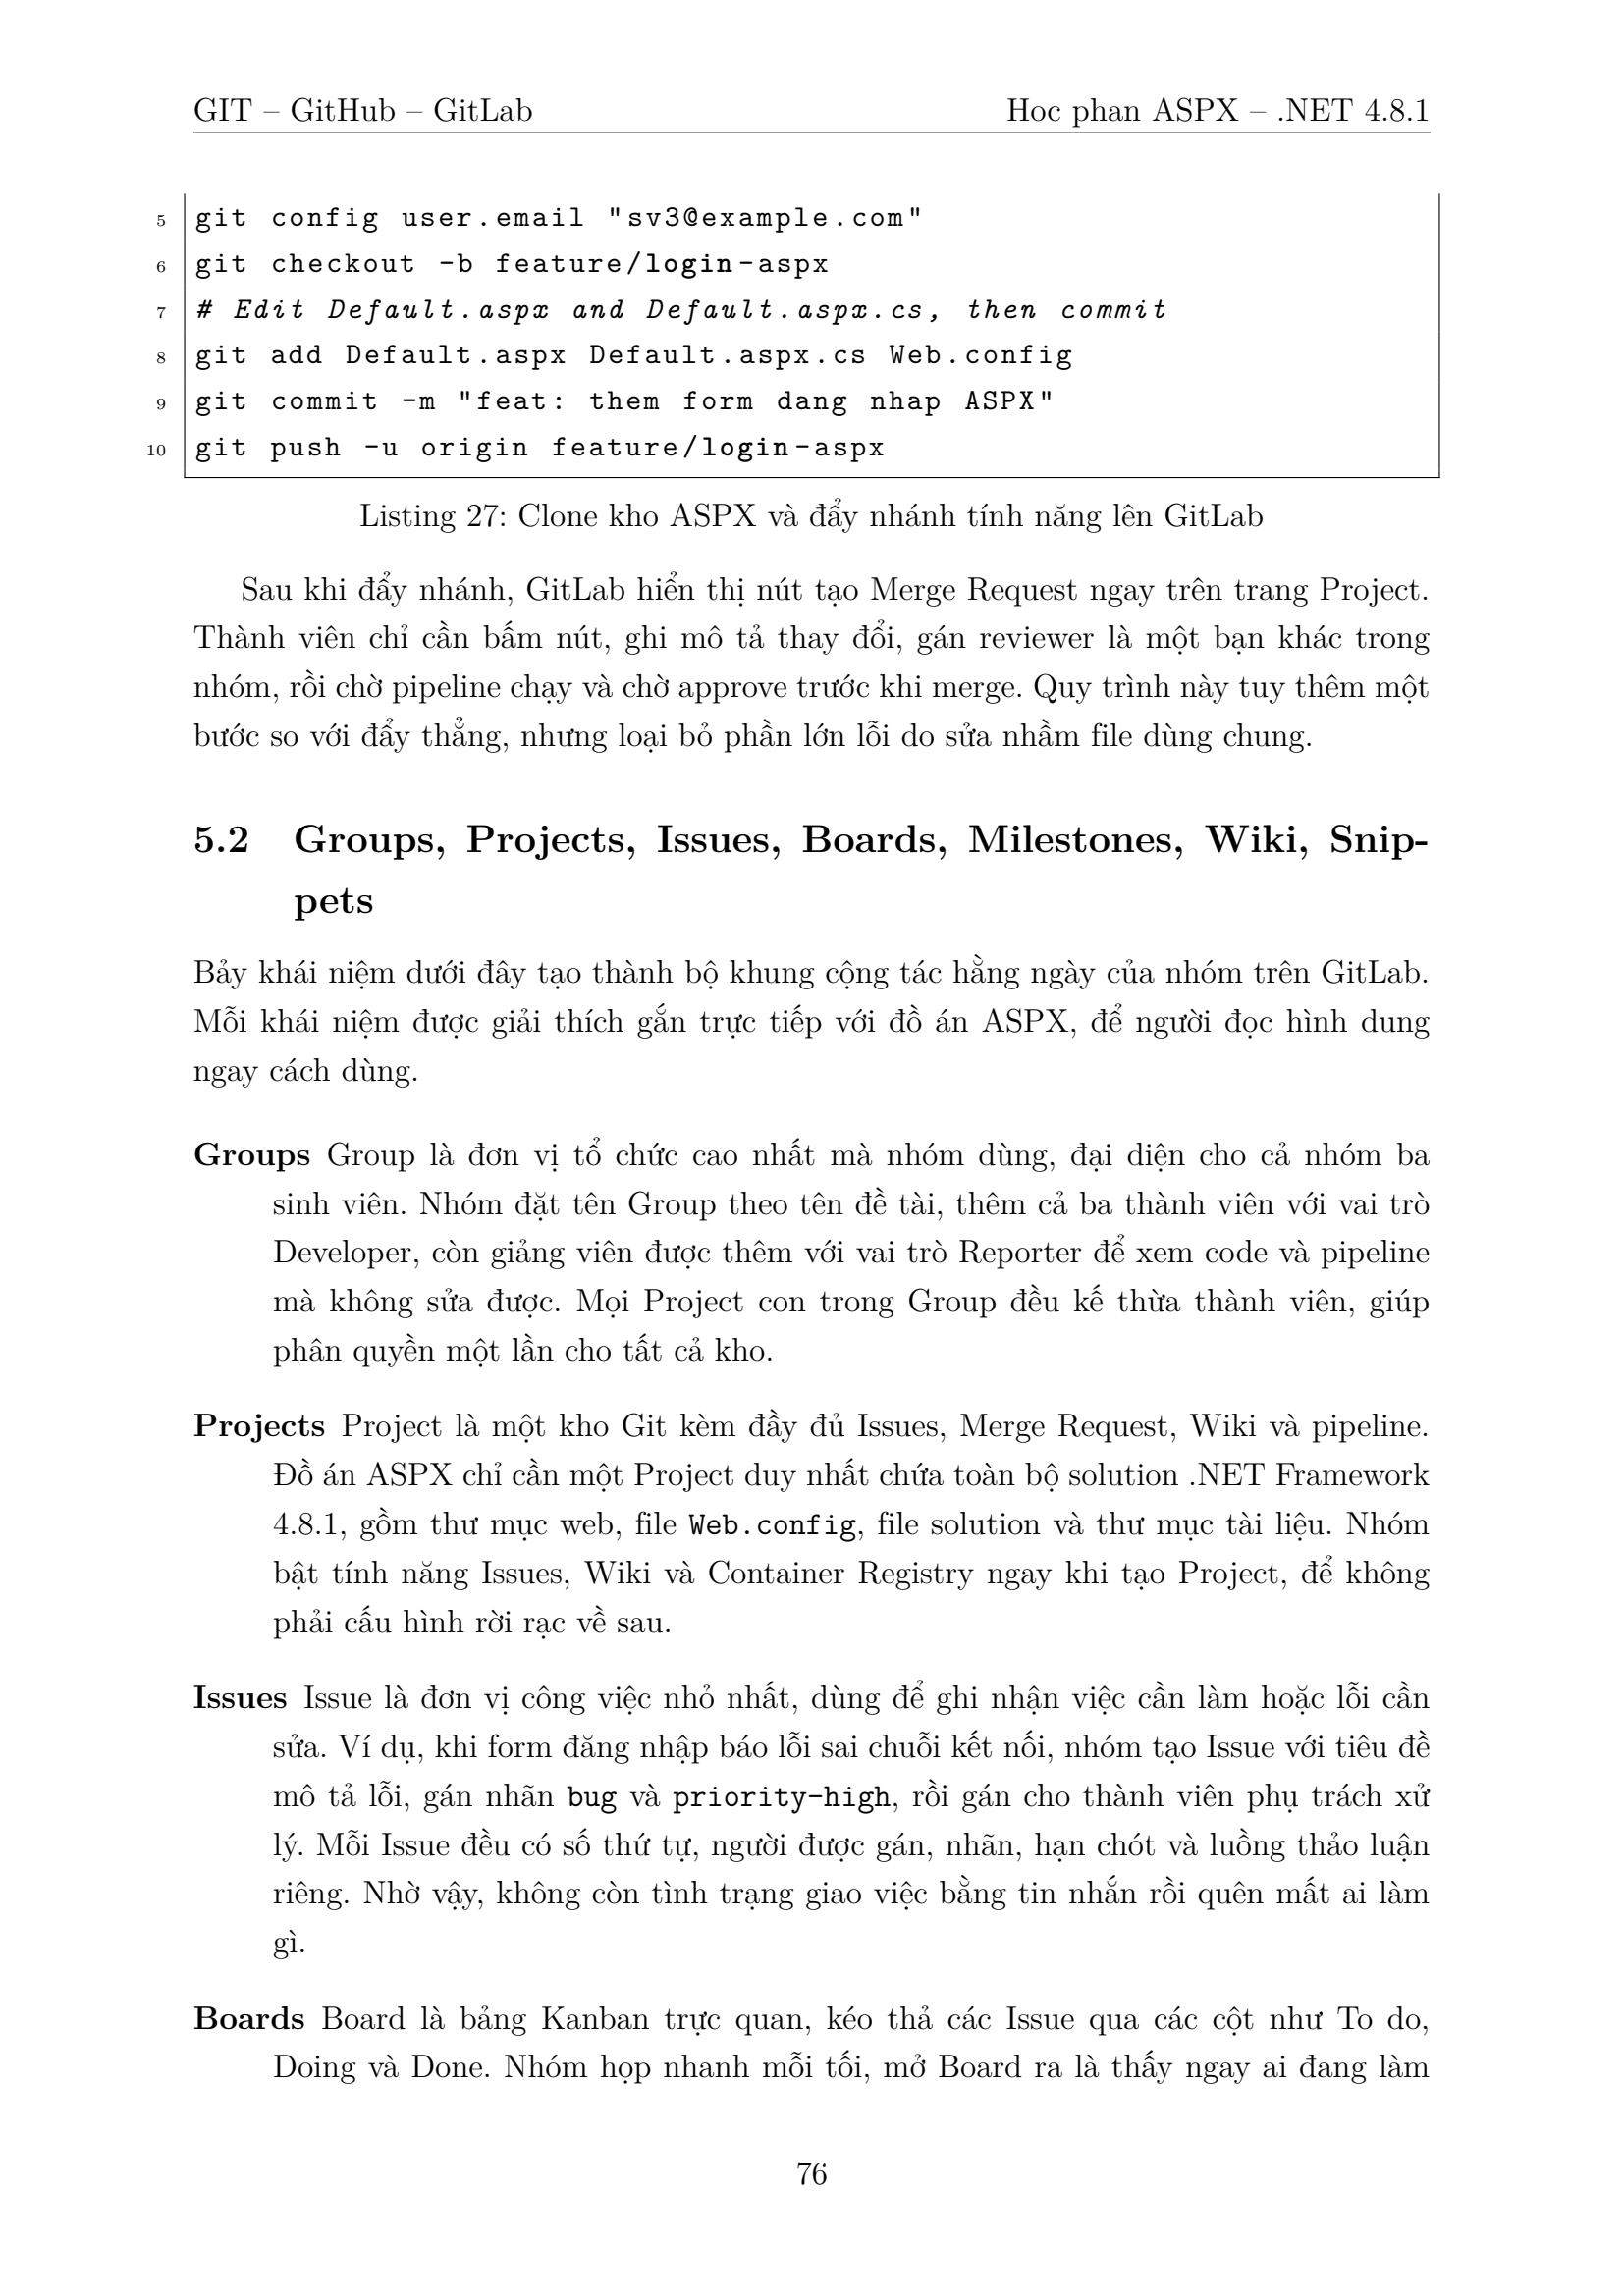 GIT – GitHub – GitLab Hoc phan ASPX – .NET 4.8.1
5 git config user.email "sv3@example.com"
6 git checkout -b feature/login-aspx
7 # Edit Default.aspx and Default.aspx.cs, then commit
8 git add Default.aspx Default.aspx.cs Web.config
9 git commit -m "feat: them form dang nhap ASPX"
10 git push -u origin feature/login-aspx
Listing 27: Clone kho ASPX và đẩy nhánh tính năng lên GitLab
Sau khi đẩy nhánh, GitLab hiển thị nút tạo Merge Request ngay trên trang Project.
Thành viên chỉ cần bấm nút, ghi mô tả thay đổi, gán reviewer là một bạn khác trong
nhóm, rồi chờ pipeline chạy và chờ approve trước khi merge. Quy trình này tuy thêm một
bước so với đẩy thẳng, nhưng loại bỏ phần lớn lỗi do sửa nhầm file dùng chung.
5.2 Groups, Projects, Issues, Boards, Milestones, Wiki, Snip-
pets
Bảy khái niệm dưới đây tạo thành bộ khung cộng tác hằng ngày của nhóm trên GitLab.
Mỗi khái niệm được giải thích gắn trực tiếp với đồ án ASPX, để người đọc hình dung
ngay cách dùng.
Groups Group là đơn vị tổ chức cao nhất mà nhóm dùng, đại diện cho cả nhóm ba
sinh viên. Nhóm đặt tên Group theo tên đề tài, thêm cả ba thành viên với vai trò
Developer, còn giảng viên được thêm với vai trò Reporter để xem code và pipeline
mà không sửa được. Mọi Project con trong Group đều kế thừa thành viên, giúp
phân quyền một lần cho tất cả kho.
Projects Project là một kho Git kèm đầy đủ Issues, Merge Request, Wiki và pipeline.
Đồ án ASPX chỉ cần một Project duy nhất chứa toàn bộ solution .NET Framework
4.8.1, gồm thư mục web, file Web.config, file solution và thư mục tài liệu. Nhóm
bật tính năng Issues, Wiki và Container Registry ngay khi tạo Project, để không
phải cấu hình rời rạc về sau.
Issues Issue là đơn vị công việc nhỏ nhất, dùng để ghi nhận việc cần làm hoặc lỗi cần
sửa. Ví dụ, khi form đăng nhập báo lỗi sai chuỗi kết nối, nhóm tạo Issue với tiêu đề
mô tả lỗi, gán nhãn bug và priority-high, rồi gán cho thành viên phụ trách xử
lý. Mỗi Issue đều có số thứ tự, người được gán, nhãn, hạn chót và luồng thảo luận
riêng. Nhờ vậy, không còn tình trạng giao việc bằng tin nhắn rồi quên mất ai làm
gì.
Boards Board là bảng Kanban trực quan, kéo thả các Issue qua các cột như To do,
Doing và Done. Nhóm họp nhanh mỗi tối, mở Board ra là thấy ngay ai đang làm
76